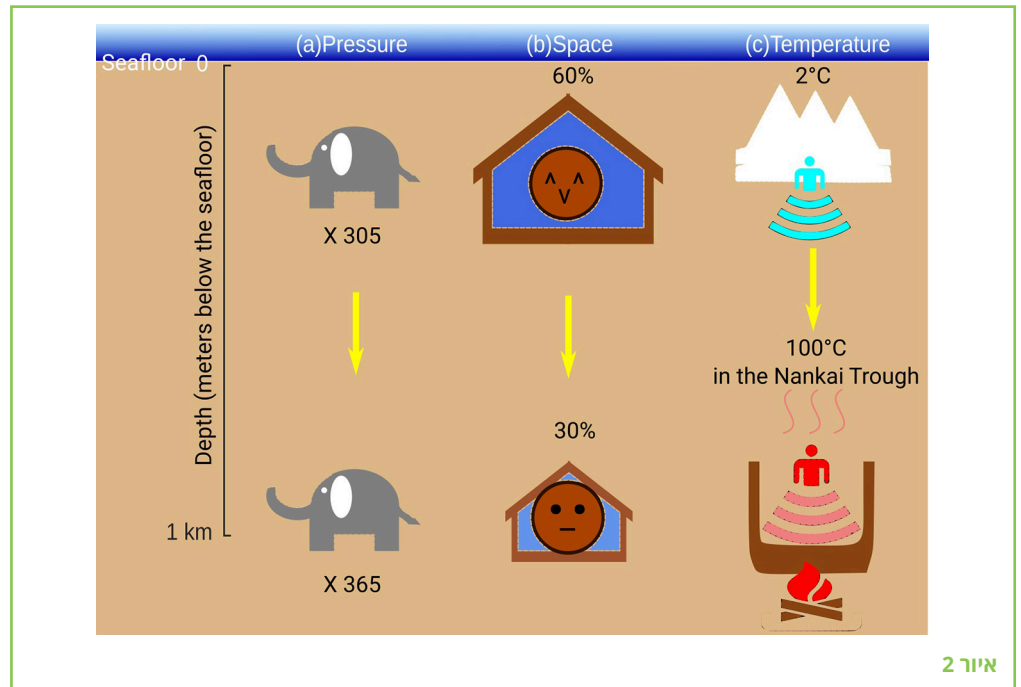 (a)Pressure
(b)Space
(c)Temperature
Seafloor 0
60%
2°C
Depth (meters below the seafloor)
X 305
100°C
in the Nankai Trough
30%
1 km
X 365
איור 2